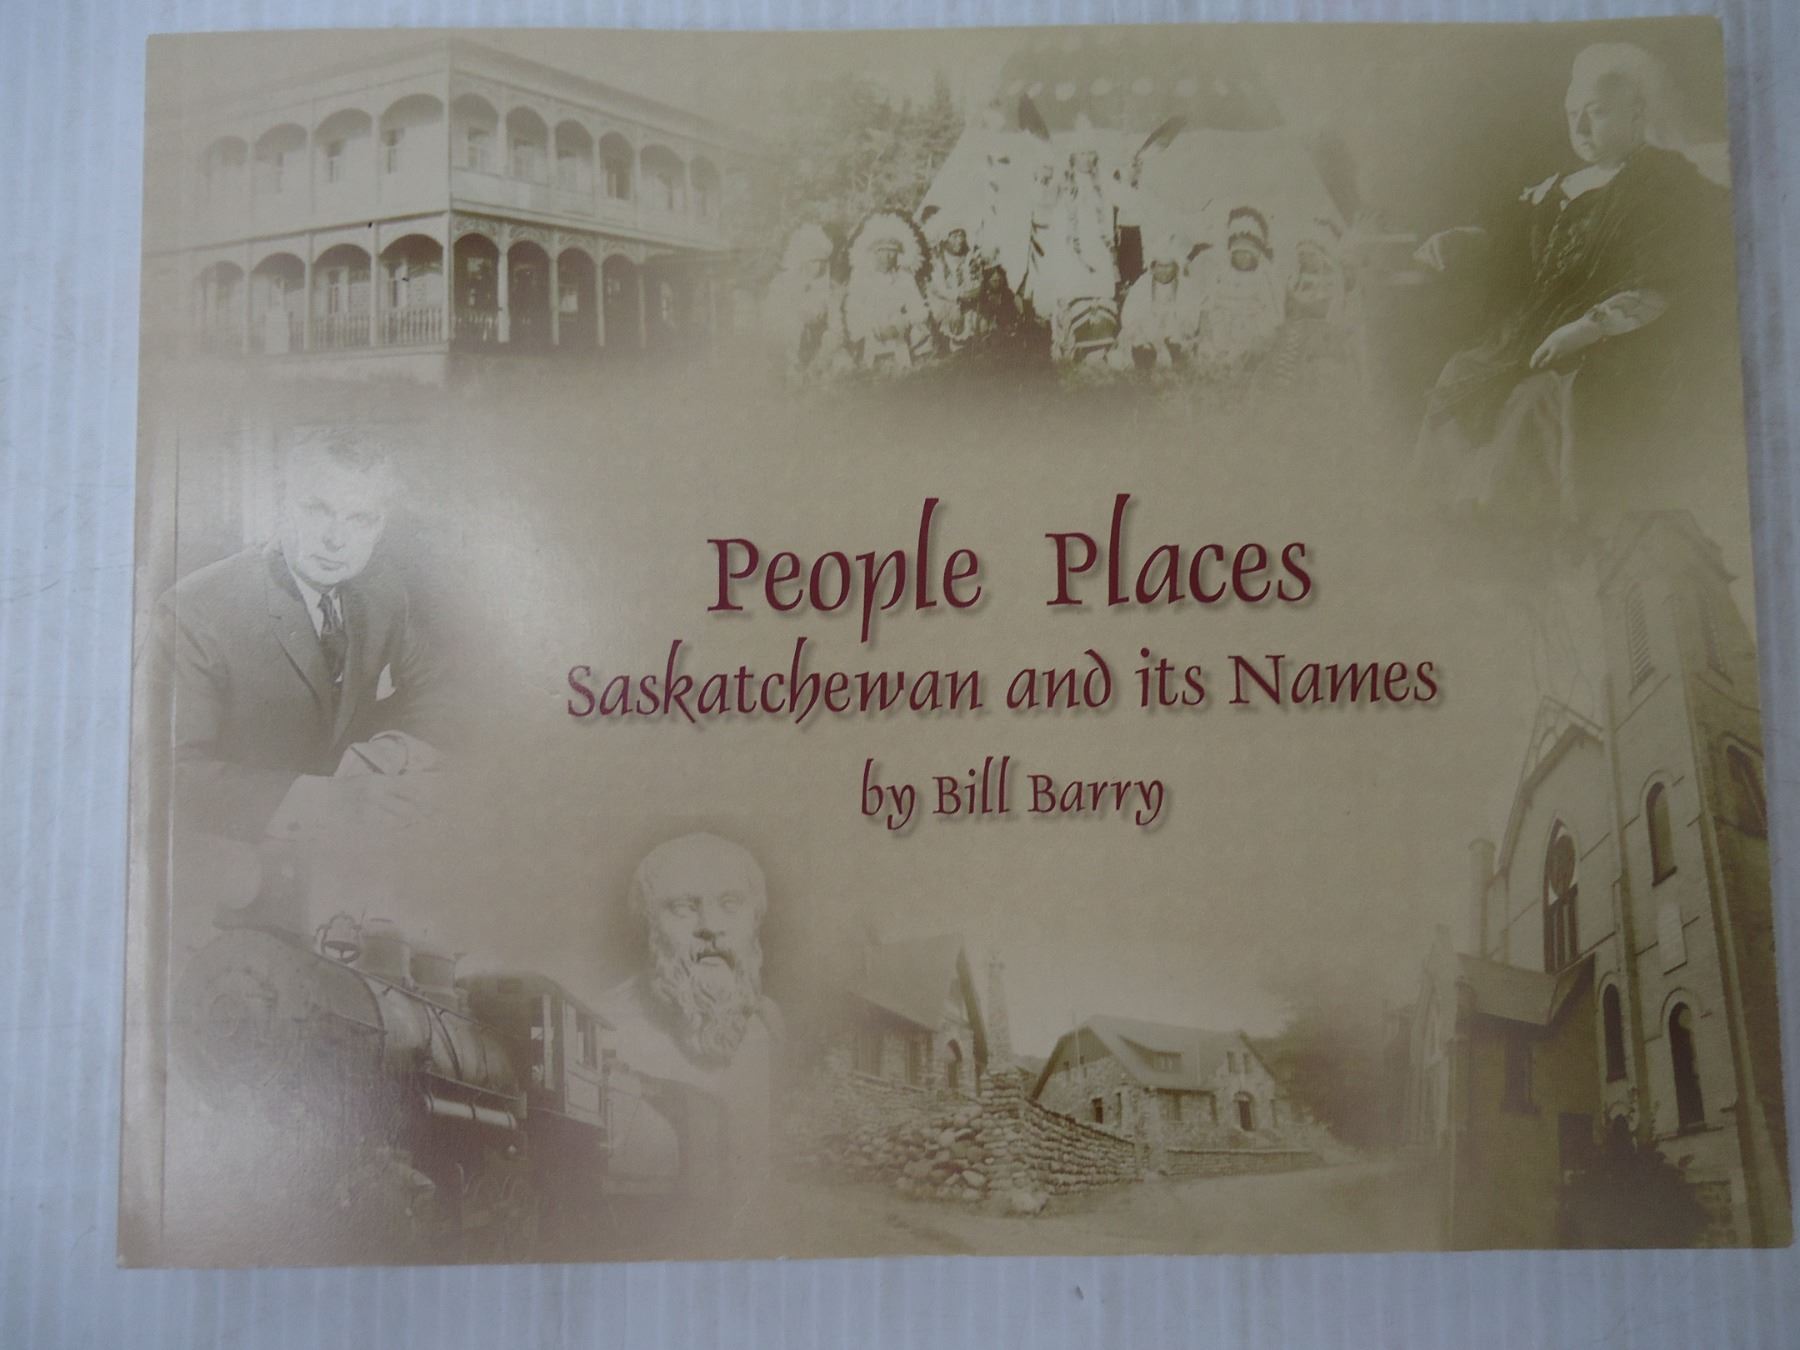 People Places
Saskatchewan and its Names
by Bill Barry